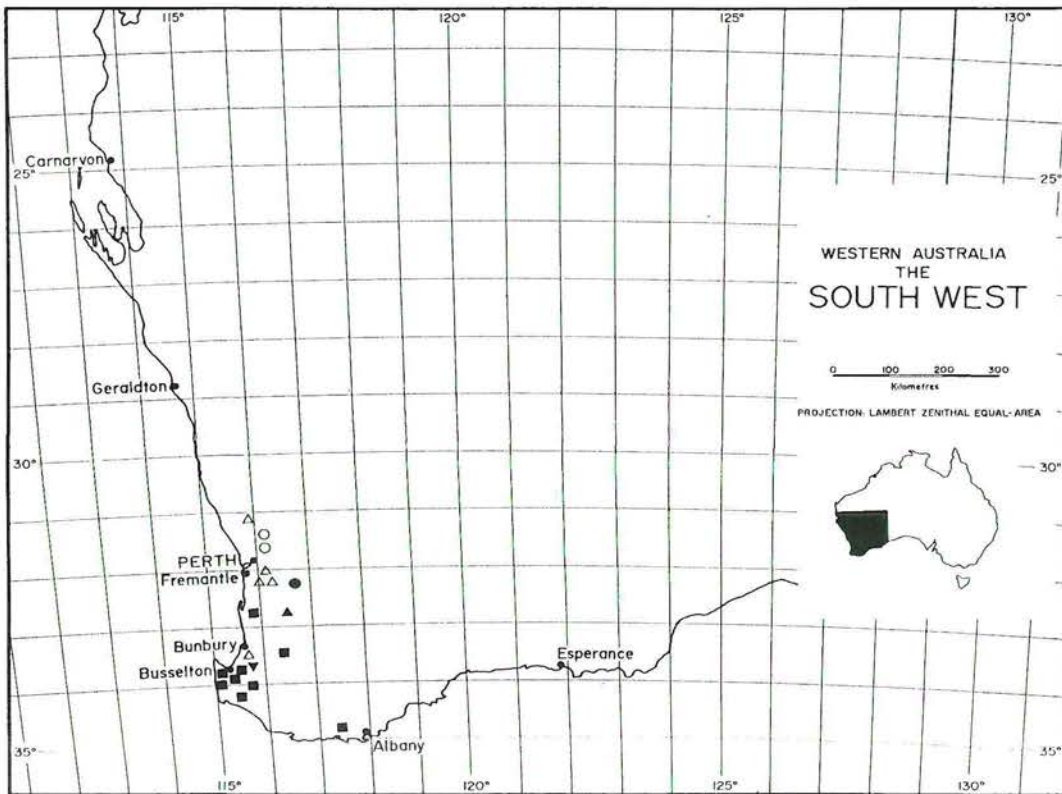 115°
120°
125°
130°
Carnarvon
25°
25°
WESTERN AUSTRALIA
THE
SOUTH WEST
Geraldton
0 100 200 300
Kilometres
PROJECTION: LAMBERT ZENITHAL EQUAL-AREA
30°
30°
PERTH
Fremantle
Bunbury
Busselton
Esperance
Albany
35°
35°
115°
120°
125°
130°